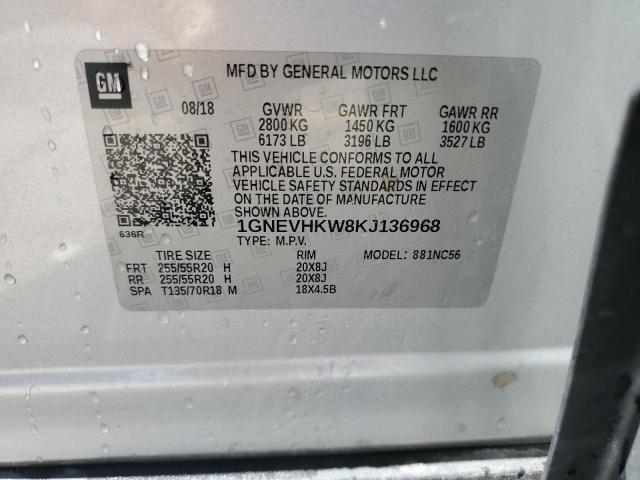 GM
MFD BY GENERAL MOTORS LLC
08/18 GVWR GAWR FRT GAWR RR
2800 KG 1450 KG 1600 KG
6173 LB 3196 LB 3527 LB
THIS VEHICLE CONFORMS TO ALL
APPLICABLE U.S. FEDERAL MOTOR
VEHICLE SAFETY STANDARDS IN EFFECT
ON THE DATE OF MANUFACTURE
SHOWN ABOVE.
1GNEVHKW8KJ136968
636R
TYPE: M.P.V.
TIRE SIZE RIM MODEL: 881NC56
FRT 255/55R20 H 20X8J
RR 255/55R20 H 20X8J
SPA T135/70R18 M 18X4.5B